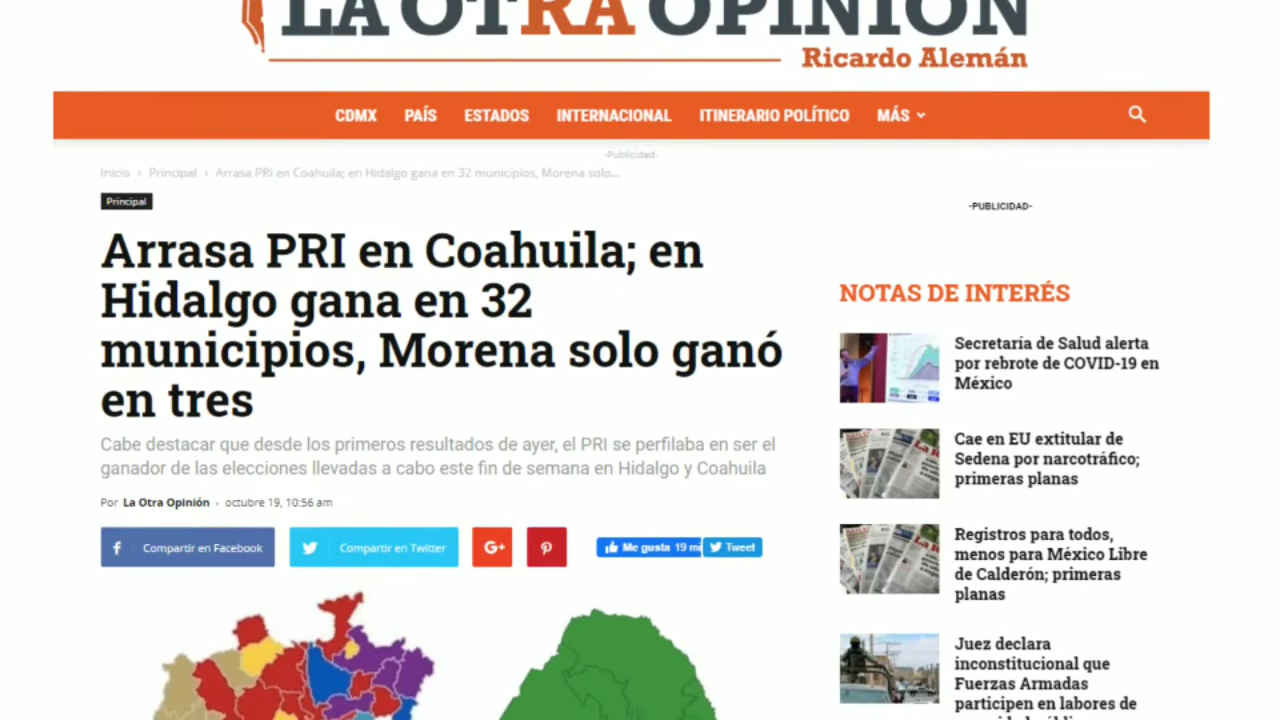 LA OTRA OPINIÓN
Ricardo Alemán
CDMX PAÍS ESTADOS INTERNACIONAL ITINERARIO POLÍTICO MÁS
-Publicidad-
Inicio › Principal › Arrasa PRI en Coahuila; en Hidalgo gana en 32 municipios, Morena solo...
Principal
Arrasa PRI en Coahuila; en
Hidalgo gana en 32
municipios, Morena solo ganó
en tres
Cabe destacar que desde los primeros resultados de ayer, el PRI se perfilaba en ser el
ganador de las elecciones llevadas a cabo este fin de semana en Hidalgo y Coahuila
Por La Otra Opinión - octubre 19, 10:56 am
Compartir en Facebook
Compartir en Twitter
G+
Me gusta 19 mi
Tweet
-PUBLICIDAD-
NOTAS DE INTERÉS
Secretaría de Salud alerta
por rebrote de COVID-19 en
México
Cae en EU extitular de
Sedena por narcotráfico;
primeras planas
Registros para todos,
menos para México Libre
de Calderón; primeras
planas
Juez declara
inconstitucional que
Fuerzas Armadas
participen en labores de